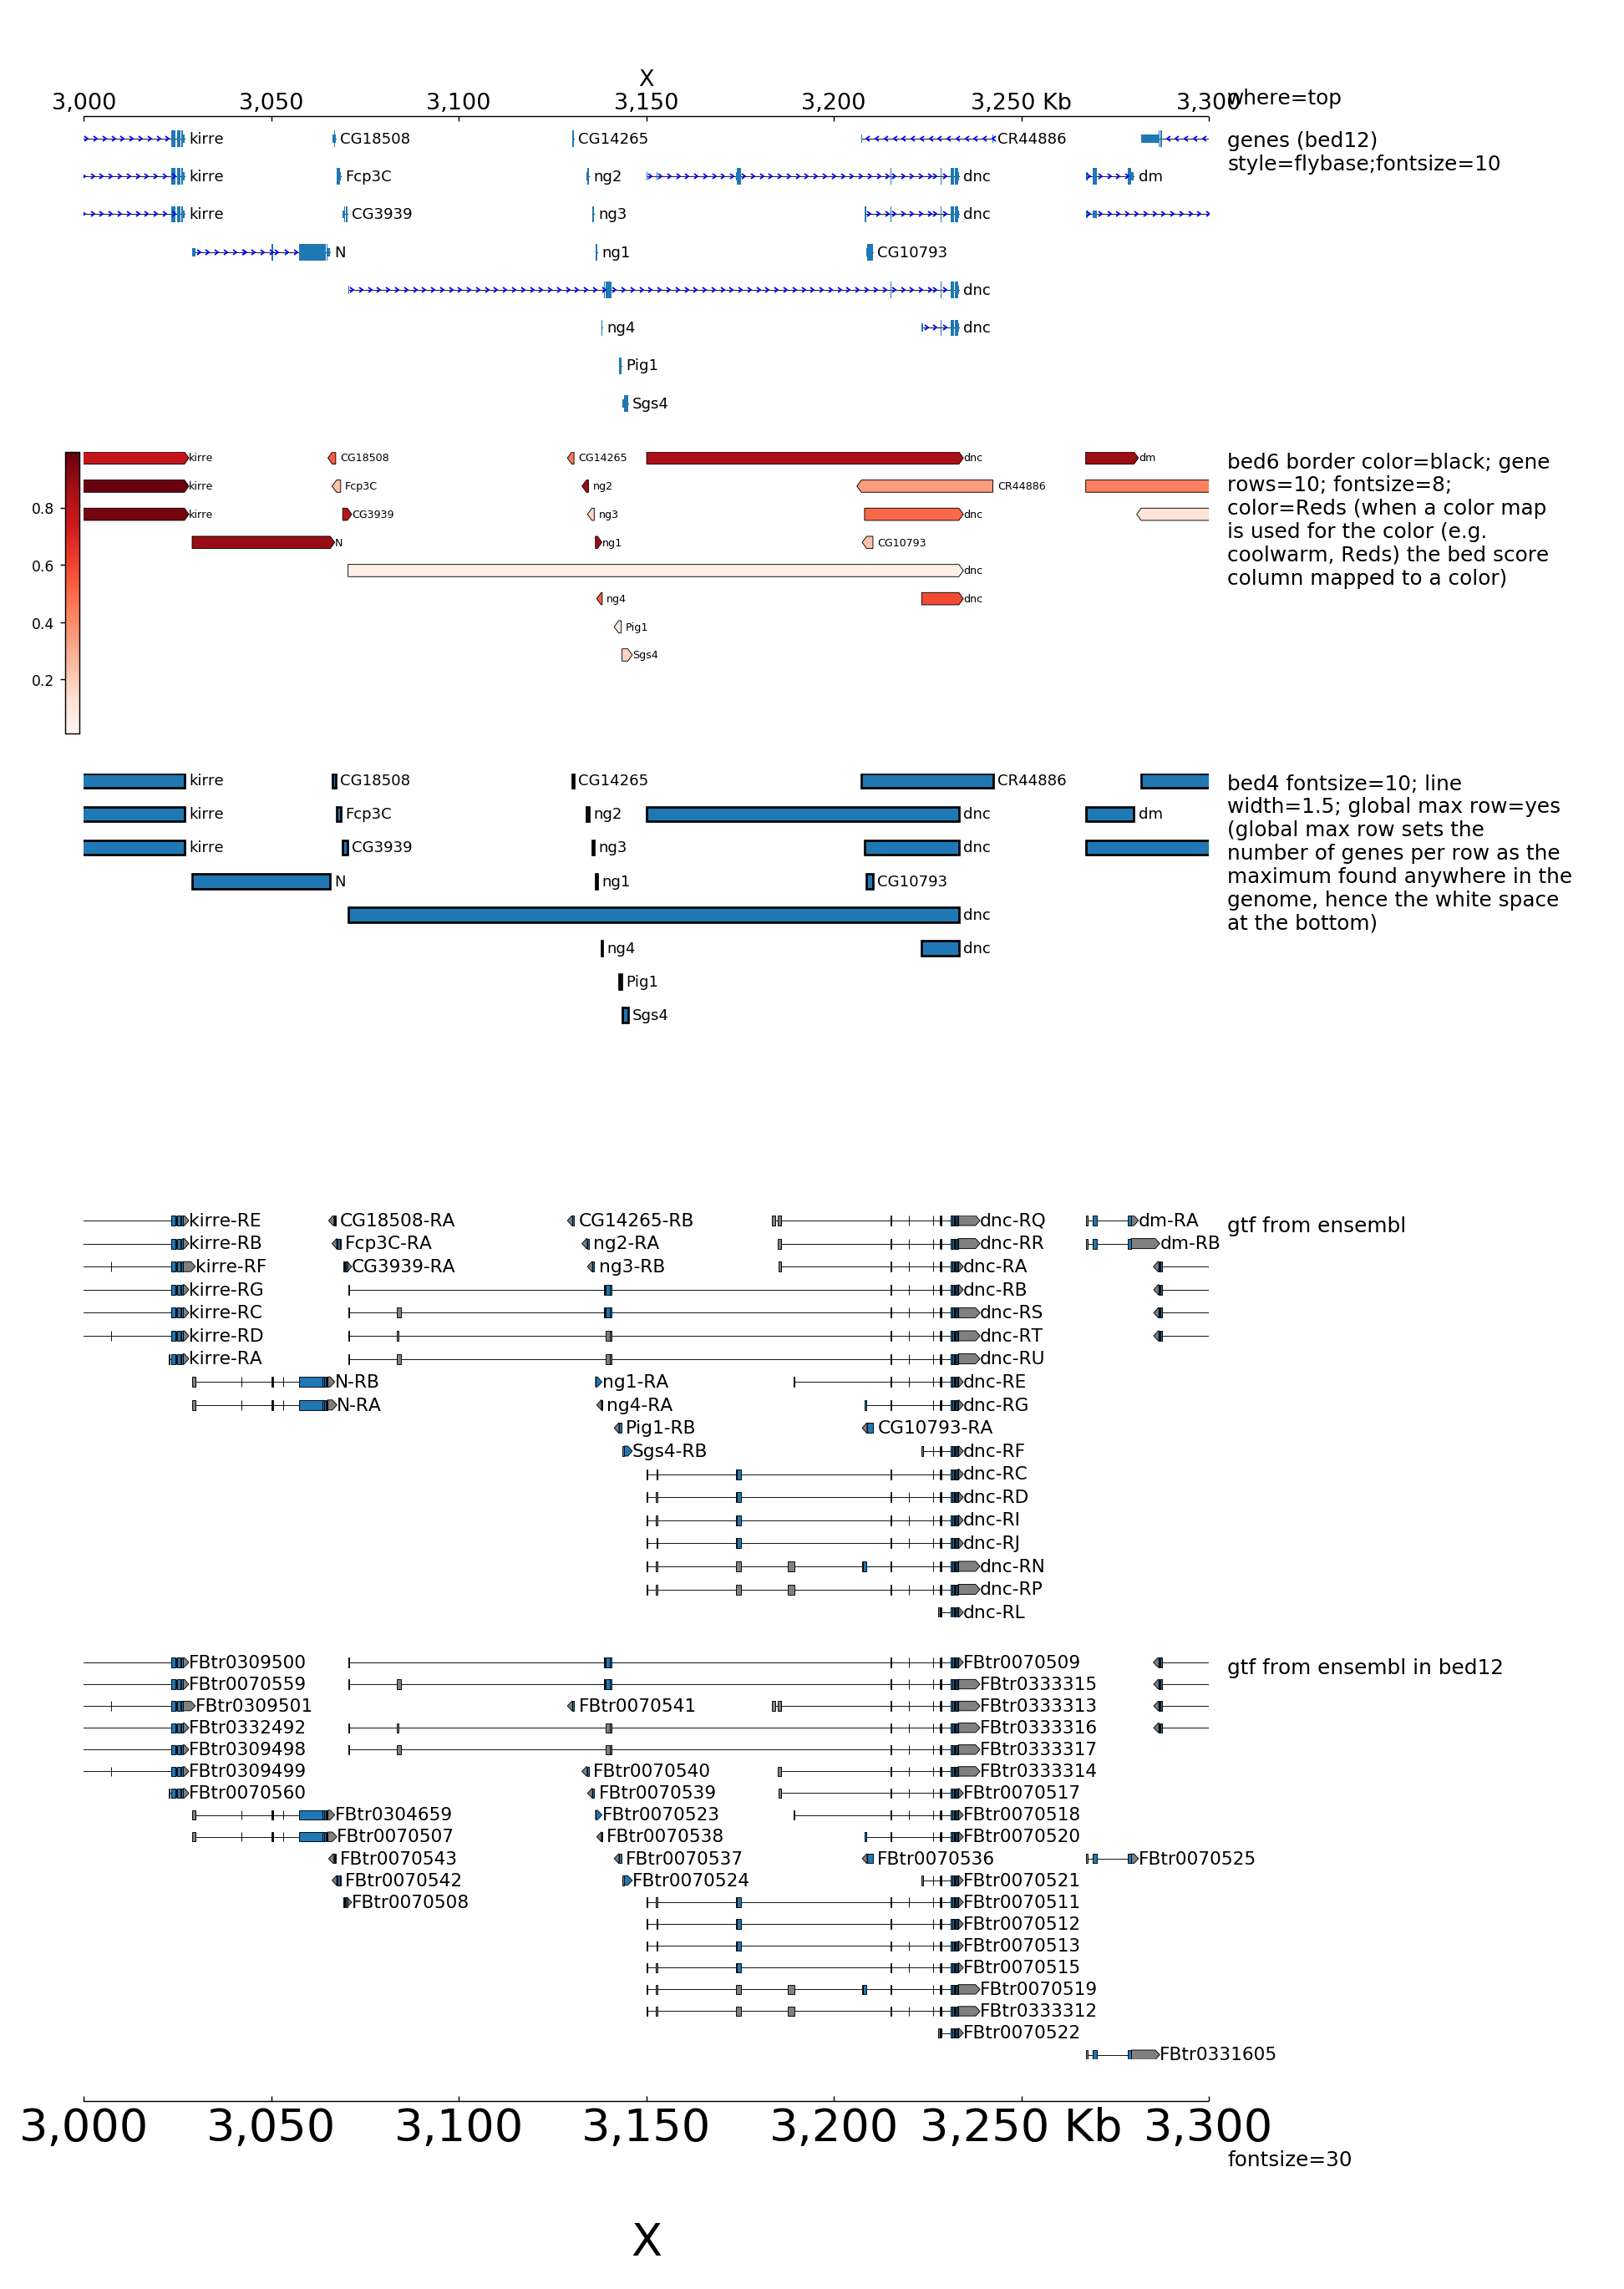 X
3,000 3,050 3,100 3,150 3,200 3,250 Kb 3,300 where=top
kirre CG18508 CG14265 CR44886 genes (bed12)
style=flybase;fontsize=10
kirre Fcp3C ng2 dnc dm
kirre CG3939 ng3 dnc
N ng1 CG10793
dnc
ng4 dnc
Pig1
Sgs4
kirre CG18508 CG14265 dnc dm bed6 border color=black; gene
kirre Fcp3C ng2 CR44886 rows=10; fontsize=8;
0.8 kirre CG3939 ng3 dnc color=Reds (when a color map
N ng1 CG10793 is used for the color (e.g.
0.6 dnc coolwarm, Reds) the bed score
column mapped to a color)
ng4 dnc
0.4 Pig1
Sgs4
0.2
kirre CG18508 CG14265 CR44886 bed4 fontsize=10; line
kirre Fcp3C ng2 dnc dm width=1.5; global max row=yes
(global max row sets the
kirre CG3939 ng3 dnc number of genes per row as the
N ng1 CG10793 maximum found anywhere in the
genome, hence the white space
dnc at the bottom)
ng4 dnc
Pig1
Sgs4
kirre-RE CG18508-RA CG14265-RB dnc-RQ dm-RA gtf from ensembl
kirre-RB Fcp3C-RA ng2-RA dnc-RR dm-RB
kirre-RF CG3939-RA ng3-RB dnc-RA
kirre-RG dnc-RB
kirre-RC dnc-RS
kirre-RD dnc-RT
kirre-RA dnc-RU
N-RB ng1-RA dnc-RE
N-RA ng4-RA dnc-RG
Pig1-RB CG10793-RA
Sgs4-RB dnc-RF
dnc-RC
dnc-RD
dnc-RI
dnc-RJ
dnc-RN
dnc-RP
dnc-RL
FBtr0309500 FBtr0070509 gtf from ensembl in bed12
FBtr0070559 FBtr0333315
FBtr0309501 FBtr0070541 FBtr0333313
FBtr0332492 FBtr0333316
FBtr0309498 FBtr0333317
FBtr0309499 FBtr0070540 FBtr0333314
FBtr0070560 FBtr0070539 FBtr0070517
FBtr0304659 FBtr0070523 FBtr0070518
FBtr0070507 FBtr0070538 FBtr0070520
FBtr0070543 FBtr0070537 FBtr0070536 FBtr0070525
FBtr0070542 FBtr0070524 FBtr0070521
FBtr0070508 FBtr0070511
FBtr0070512
FBtr0070513
FBtr0070515
FBtr0070519
FBtr0333312
FBtr0070522
FBtr0331605
3,000 3,050 3,100 3,150 3,200 3,250 Kb 3,300
fontsize=30
X